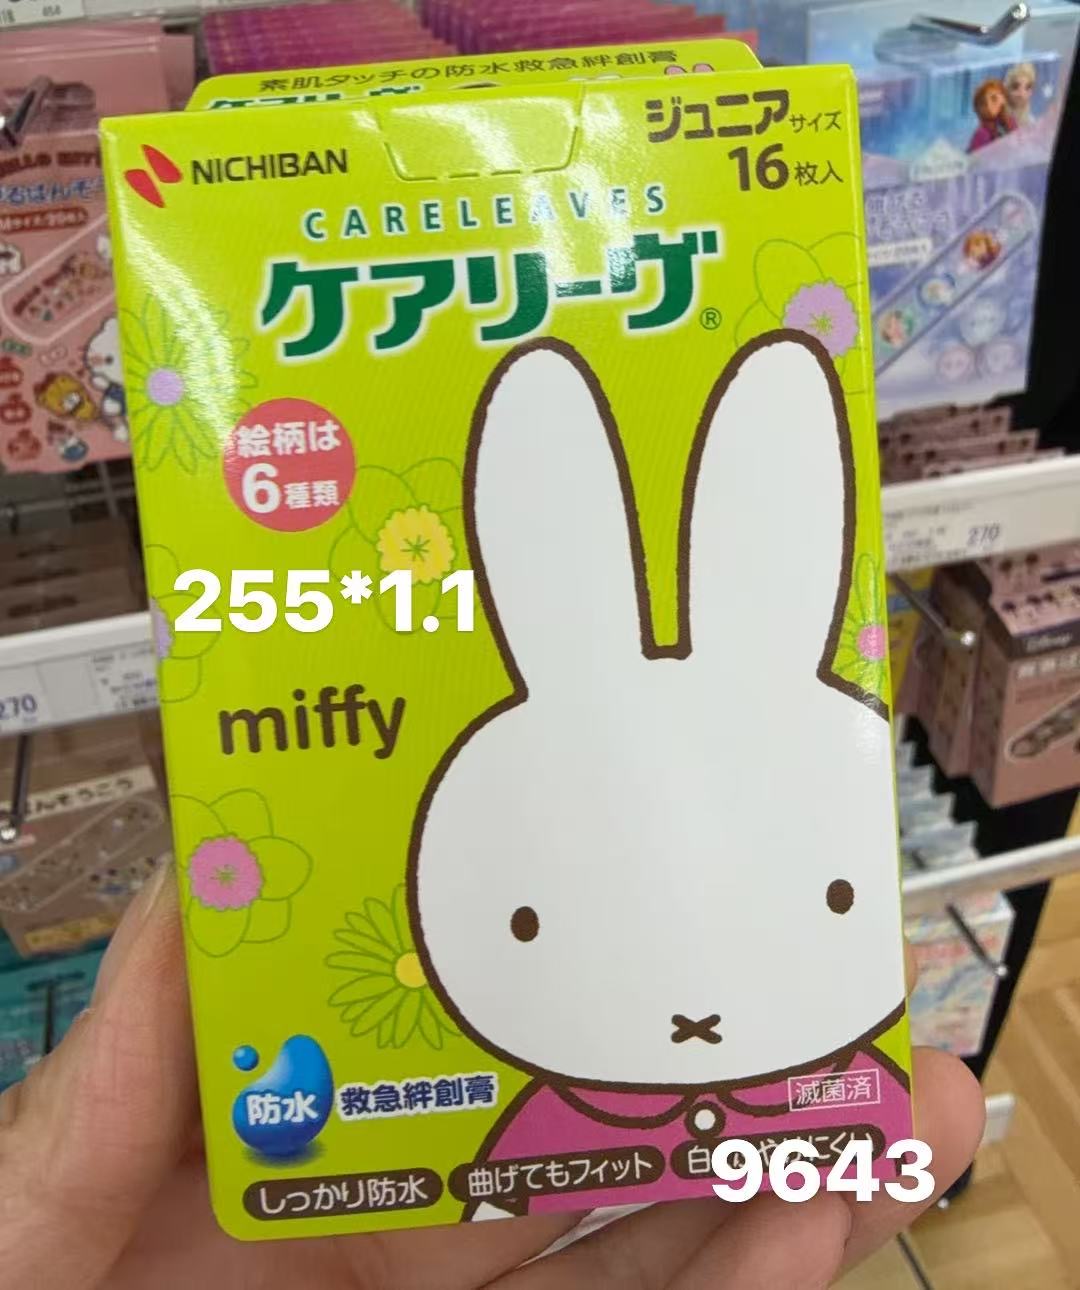 素肌タッチの防水救急絆創膏
ジュニアサイズ
NICHIBAN
16枚入
CARELEAVES
ケアリーヴ®
絵柄は
6種類
255*1.1
miffy
滅菌済
防水 救急絆創膏
しっかり防水 曲げてもフィット
9643
270
270